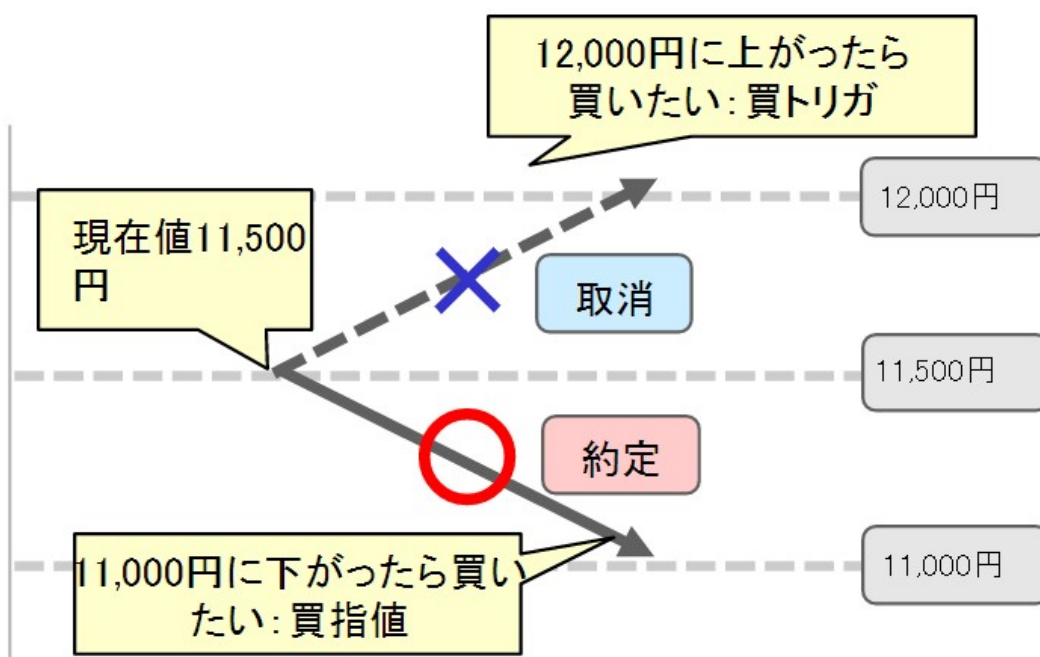 12,000円に上がったら
買いたい：買トリガ
12,000円
現在値11,500
円
取消
11,500円
約定
11,000円に下がったら買い
たい：買指値
11,000円